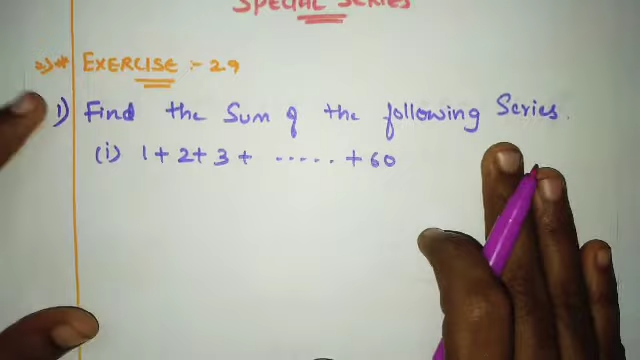 SPECIAL SERIES
* EXERCISE :- 2.9
1) Find the Sum of the following Series.
(i) 1 + 2 + 3 + ...... + 60